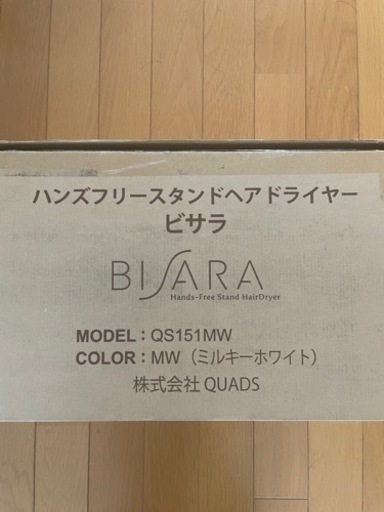 ハンズフリースタンドヘアドライヤー
ビサラ
BISARA
Hands-Free Stand HairDryer
MODEL：QS151MW
COLOR：MW（ミルキーホワイト）
株式会社 QUADS